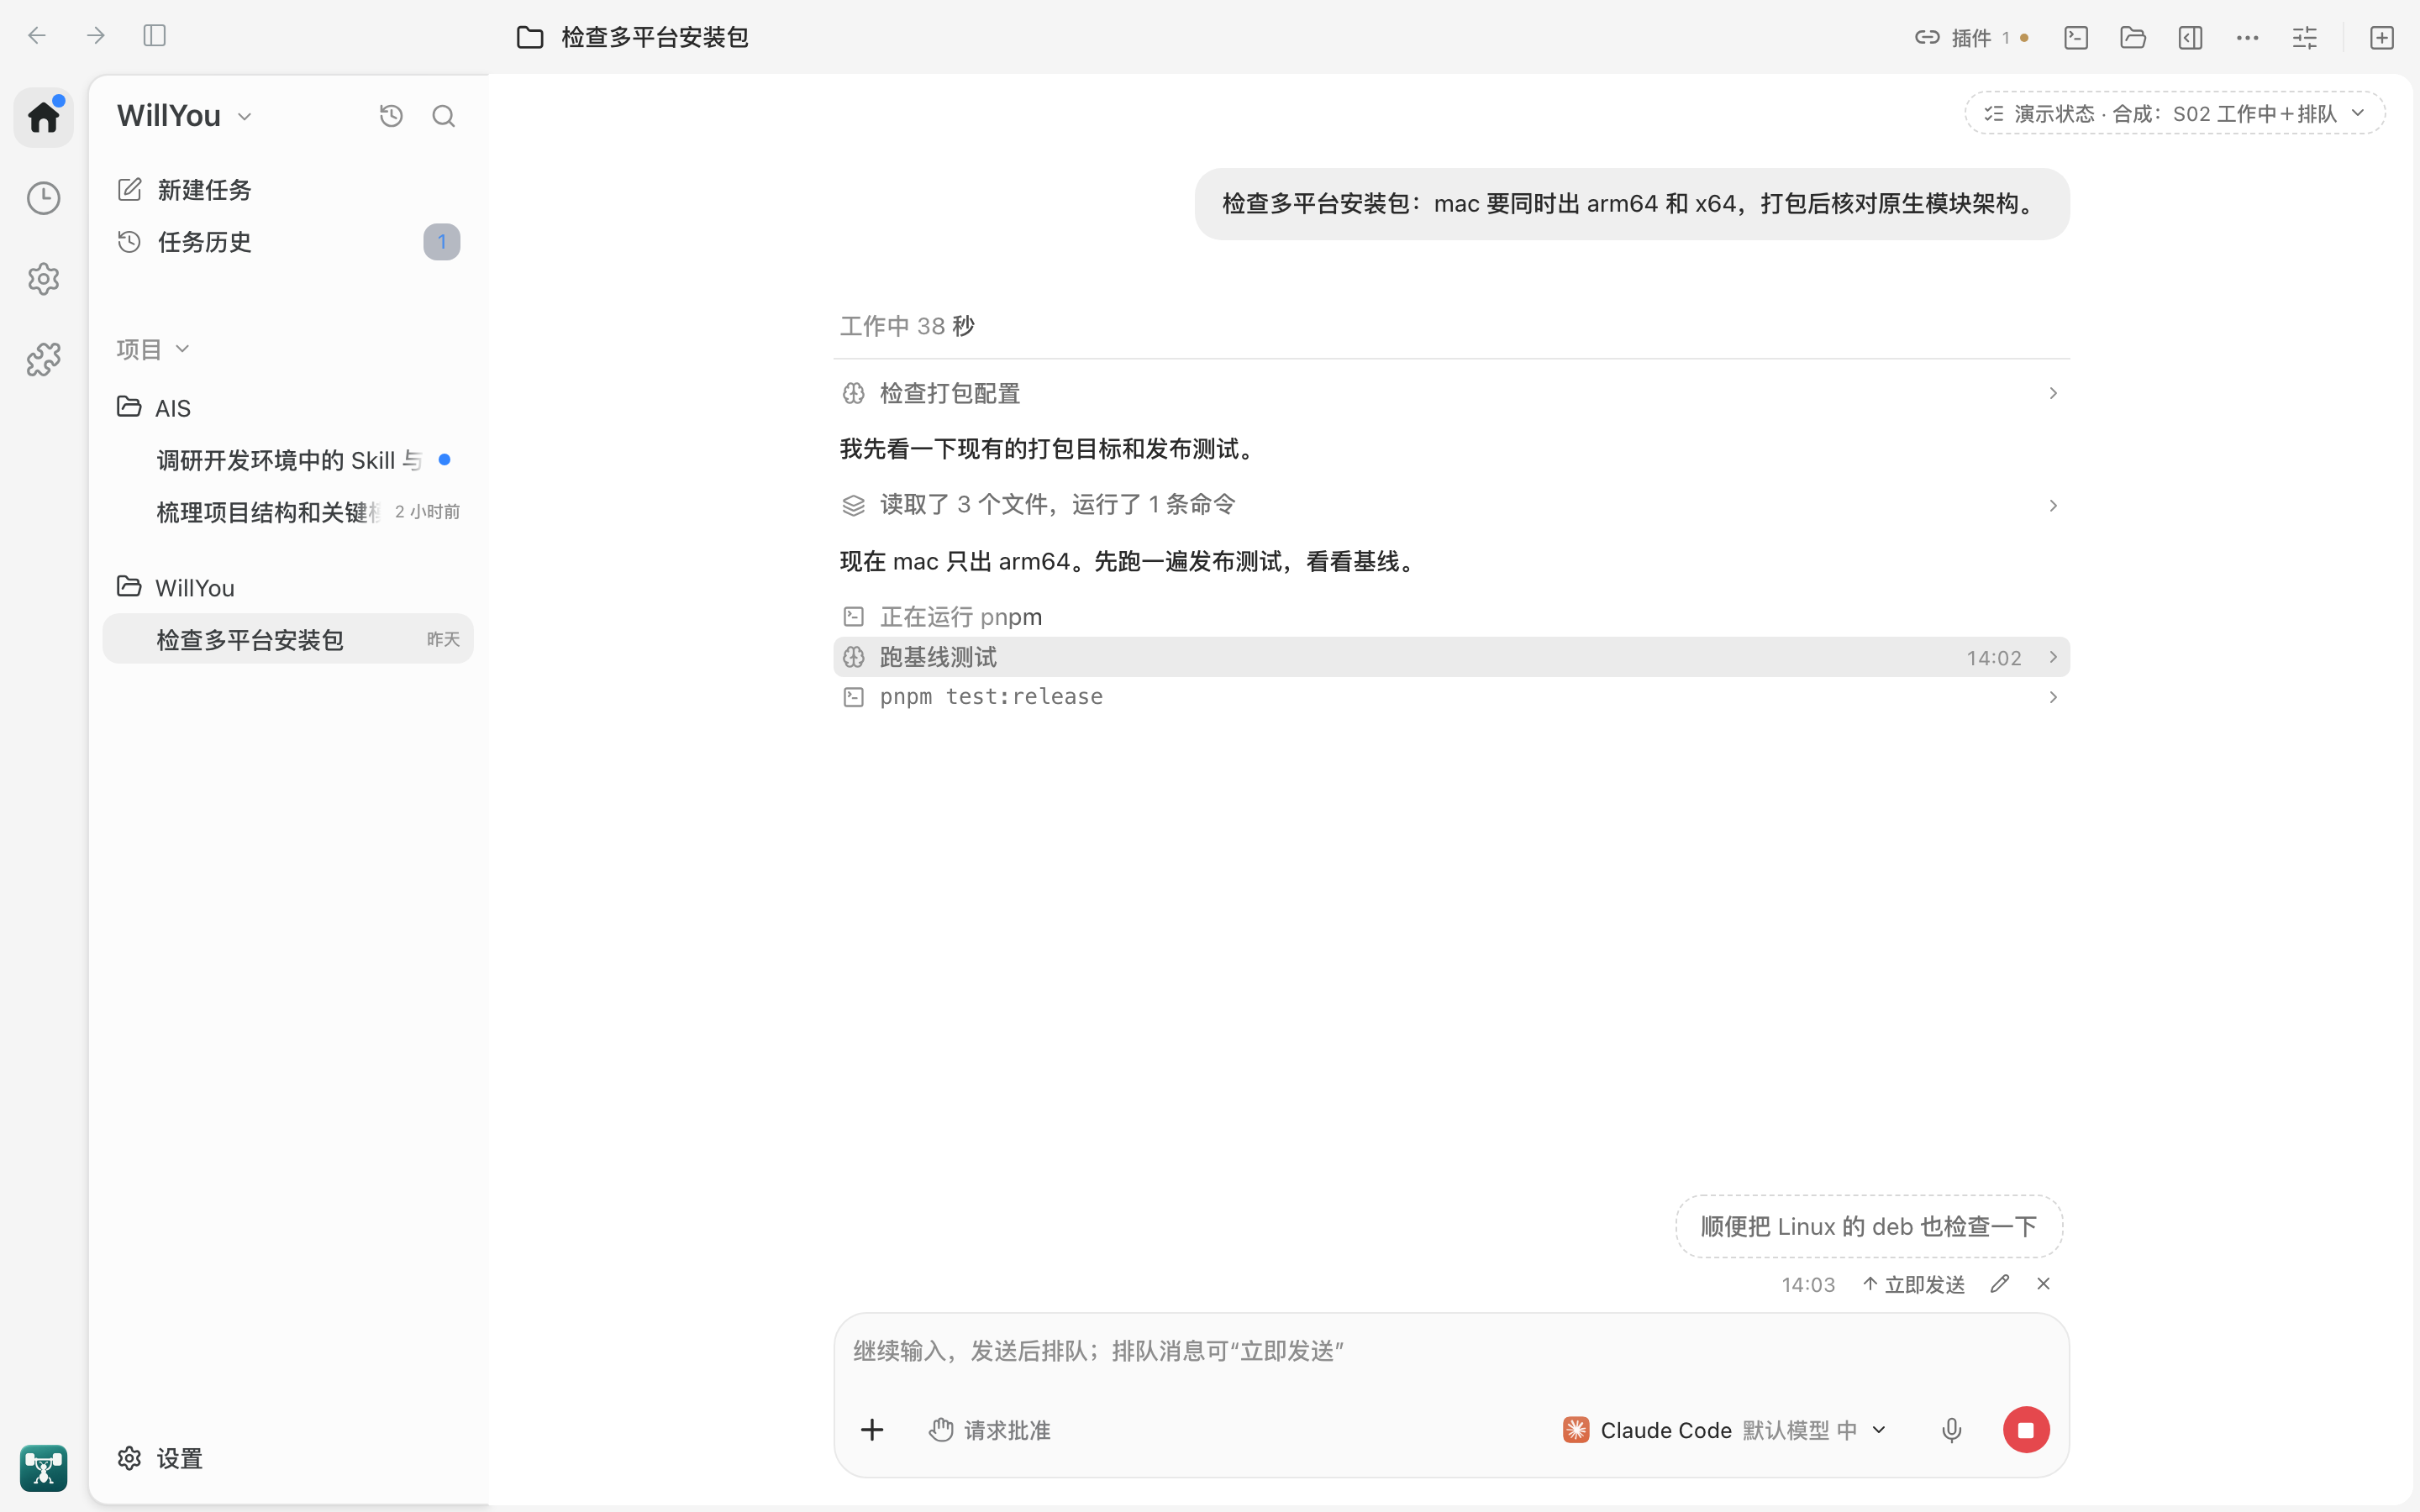 检查多平台安装包
插件 1
WillYou
演示状态 · 合成：S02 工作中＋排队
新建任务
检查多平台安装包：mac 要同时出 arm64 和 x64，打包后核对原生模块架构。
任务历史 1
工作中 38 秒
项目
检查打包配置
AIS
我先看一下现有的打包目标和发布测试。
调研开发环境中的 Skill 与
读取了 3 个文件，运行了 1 条命令
梳理项目结构和关键 2 小时前
现在 mac 只出 arm64。先跑一遍发布测试，看看基线。
WillYou
正在运行 pnpm
检查多平台安装包 昨天
跑基线测试 14:02
pnpm test:release
顺便把 Linux 的 deb 也检查一下
14:03 立即发送
继续输入，发送后排队；排队消息可“立即发送”
请求批准 Claude Code 默认模型 中
设置